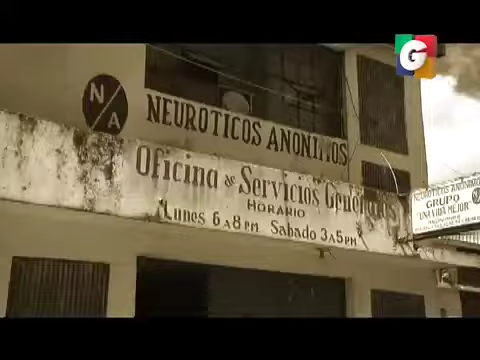 G
N
A
NEUROTICOS ANONIMOS
Oficina & Servicios Generales
HORARIO
Lunes 6 A 8 PM Sabado 3 A 5 PM
NEUROTICOS ANONIMOS
GRUPO
"UNA VIDA MEJOR"